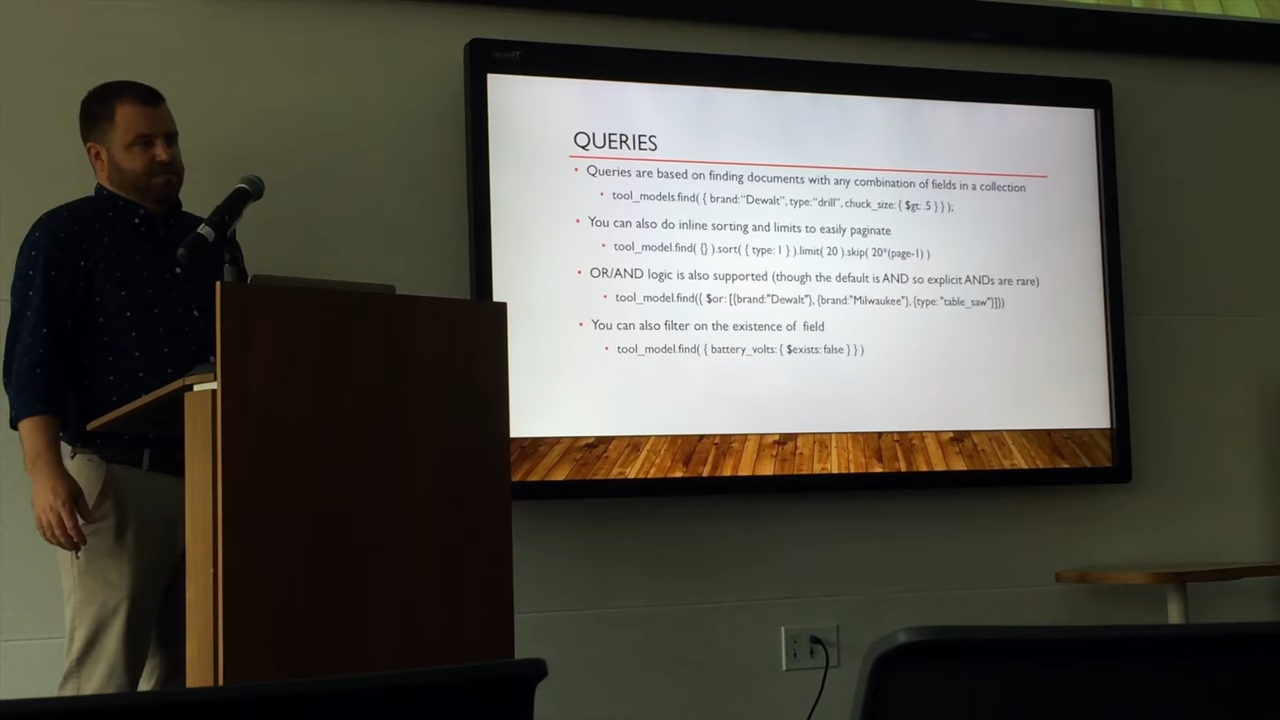 QUERIES
• Queries are based on finding documents with any combination of fields in a collection
• tool_models.find( { brand:"Dewalt", type:"drill", chuck_size: { $gt: .5 } } );
• You can also do inline sorting and limits to easily paginate
• tool_model.find( {} ).sort( { type: 1 } ).limit( 20 ).skip( 20*(page-1) )
• OR/AND logic is also supported (though the default is AND so explicit ANDs are rare)
• tool_model.find({ $or: [{brand:"Dewalt"}, {brand:"Milwaukee"}, {type: "table_saw"}]})
• You can also filter on the existence of field
• tool_model.find( { battery_volts: { $exists: false } } )